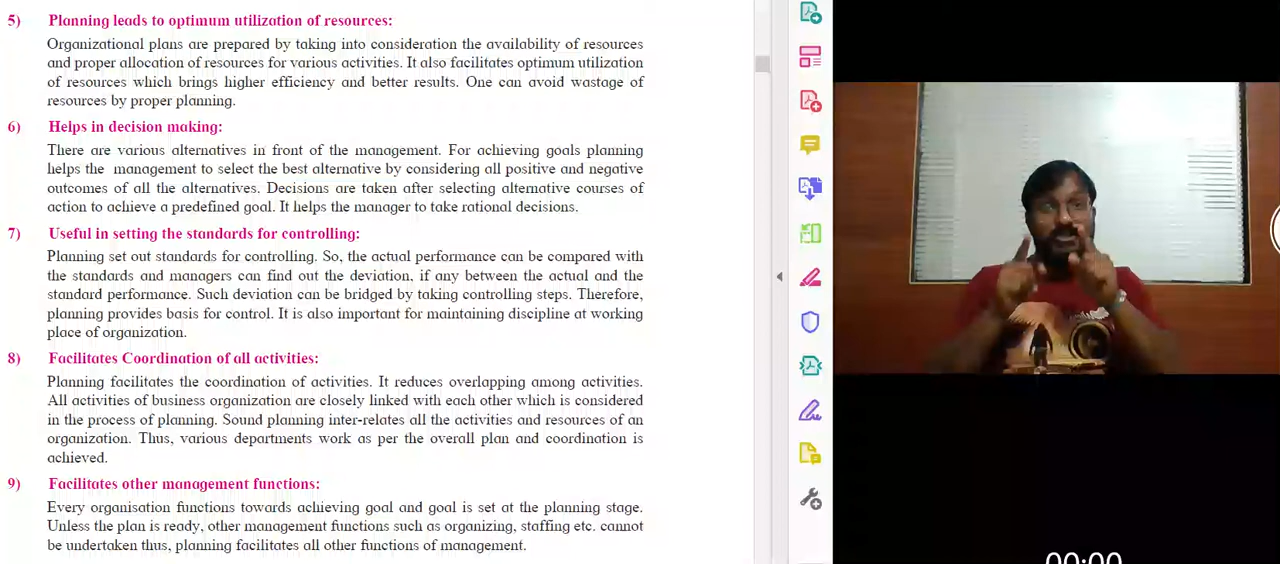 5) Planning leads to optimum utilization of resources:
Organizational plans are prepared by taking into consideration the availability of resources
and proper allocation of resources for various activities. It also facilitates optimum utilization
of resources which brings higher efficiency and better results. One can avoid wastage of
resources by proper planning.
6) Helps in decision making:
There are various alternatives in front of the management. For achieving goals planning
helps the management to select the best alternative by considering all positive and negative
outcomes of all the alternatives. Decisions are taken after selecting alternative courses of
action to achieve a predefined goal. It helps the manager to take rational decisions.
7) Useful in setting the standards for controlling:
Planning set out standards for controlling. So, the actual performance can be compared with
the standards and managers can find out the deviation, if any between the actual and the
standard performance. Such deviation can be bridged by taking controlling steps. Therefore,
planning provides basis for control. It is also important for maintaining discipline at working
place of organization.
8) Facilitates Coordination of all activities:
Planning facilitates the coordination of activities. It reduces overlapping among activities.
All activities of business organization are closely linked with each other which is considered
in the process of planning. Sound planning inter-relates all the activities and resources of an
organization. Thus, various departments work as per the overall plan and coordination is
achieved.
9) Facilitates other management functions:
Every organisation functions towards achieving goal and goal is set at the planning stage.
Unless the plan is ready, other management functions such as organizing, staffing etc. cannot
be undertaken thus, planning facilitates all other functions of management.
00:00